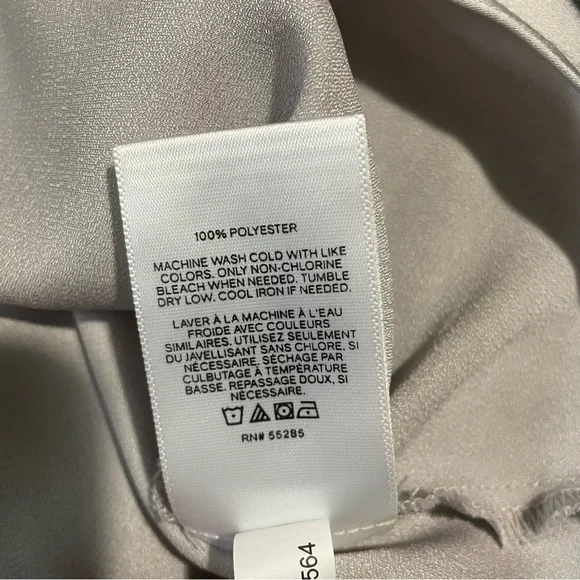 100% POLYESTER
MACHINE WASH COLD WITH LIKE
COLORS. ONLY NON-CHLORINE
BLEACH WHEN NEEDED. TUMBLE
DRY LOW. COOL IRON IF NEEDED.
LAVER À LA MACHINE À L'EAU
FROIDE AVEC COULEURS
SIMILAIRES. UTILISEZ SEULEMENT
DU JAVELLISANT SANS CHLORE, SI
NÉCESSAIRE. SÉCHAGE PAR
CULBUTAGE À TEMPÉRATURE
BASSE. REPASSAGE DOUX, SI
NÉCESSAIRE.
RN# 55285
564